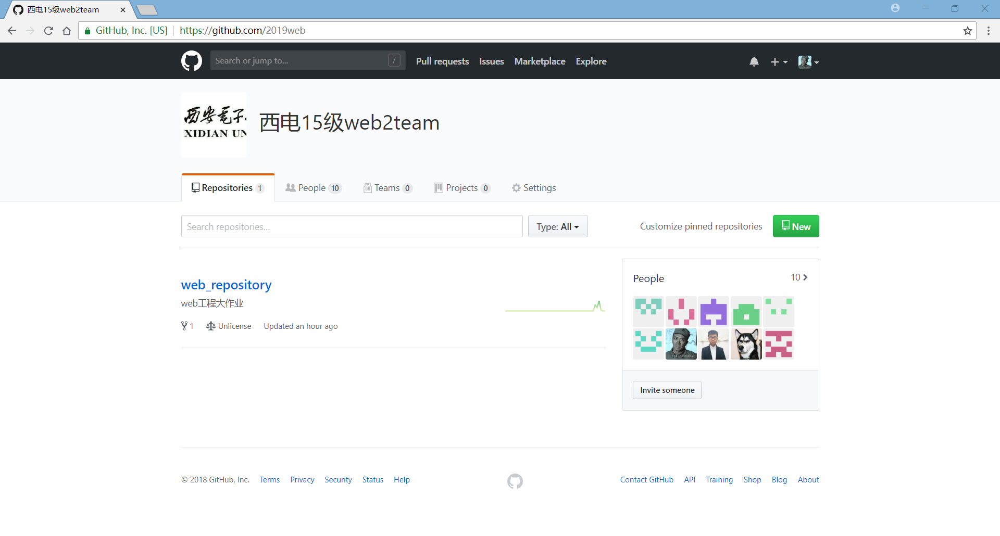 西电15级web2team
GitHub, Inc. [US] https://github.com/2019web
Search or jump to... / Pull requests Issues Marketplace Explore
西安電子
XIDIAN UN
西电15级web2team
Repositories 1 People 10 Teams 0 Projects 0 Settings
Search repositories... Type: All Customize pinned repositories New
web_repository
web工程大作业
1 Unlicense Updated an hour ago
People 10
Invite someone
© 2018 GitHub, Inc. Terms Privacy Security Status Help Contact GitHub API Training Shop Blog About